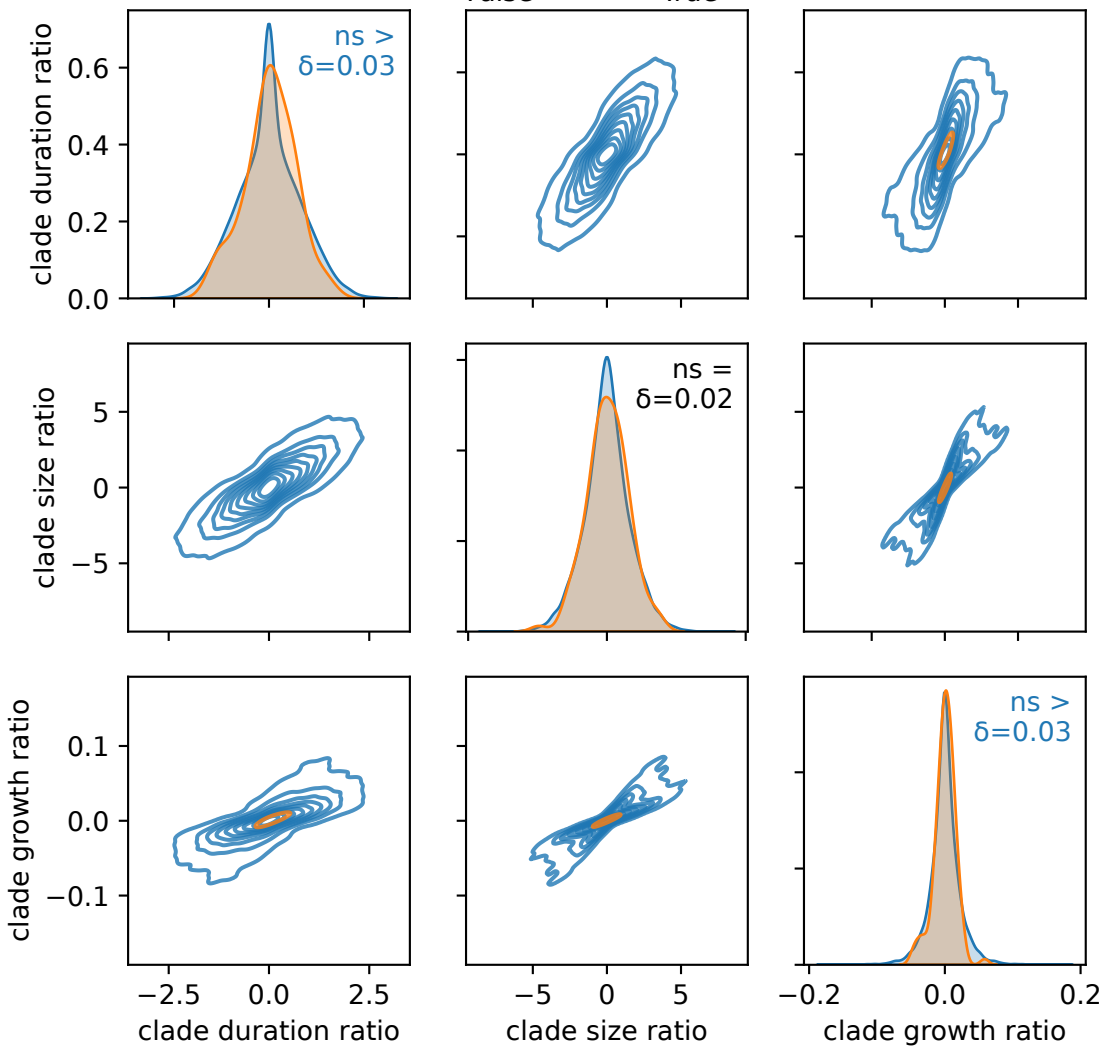 True
clade duration ratio
0.6
0.4
0.2
0.0
ns >
δ=0.03
clade size ratio
5
0
−5
ns =
δ=0.02
clade growth ratio
0.1
0.0
−0.1
ns >
δ=0.03
−2.5 0.0 2.5
−5 0 5
−0.2 0.0 0.2
clade duration ratio
clade size ratio
clade growth ratio